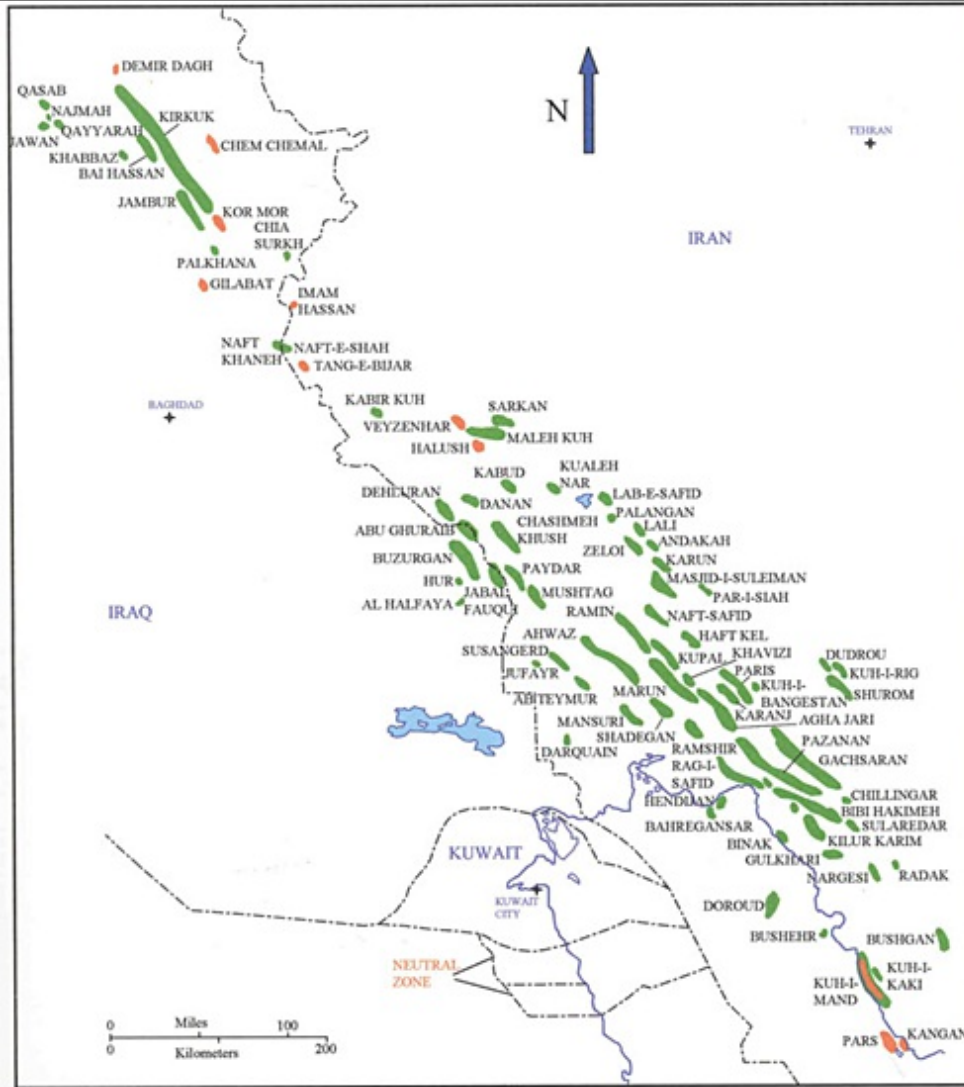 DEMIR DAGH
QASAB
NAJMAH
KIRKUK
QAYYARAH
JAWAN
CHEM CHEMAL
KHABBAZ
BAI HASSAN
N
TEHRAN
JAMBUR
KOR MOR
CHIA
SURKH
IRAN
PALKHANA
GILABAT
IMAM
HASSAN
NAFT
KHANEH
NAFT-E-SHAH
TANG-E-BIJAR
BAGHDAD
KABIR KUH
SARKAN
VEYZENHAR
MALEH KUH
HALUSH
KABUD
KUALEH
NAR
DEHLURAN
DANAN
LAB-E-SAFID
PALANGAN
ABU GHURAIB
CHASHMEH
KHUSH
LALI
ZELOI
ANDAKAH
BUZURGAN
KARUN
PAYDAR
MASJID-I-SULEIMAN
HUR
JABAL
FAUQUI
MUSHTAG
PAR-I-SIAH
AL HALFAYA
IRAQ
RAMIN
NAFT-SAFID
AHWAZ
HAFT KEL
SUSANGERD
KHAVIZI
KUPAL
PARIS
DUDROU
JUFAYR
KUH-I-RIG
KUH-I-
BANGESTAN
ABITEYMUR
MARUN
SHUROM
KARANJ
MANSURI
AGHA JARI
SHADEGAN
DARQUAIN
RAMSHIR
PAZANAN
GACHSARAN
RAG-I-
SAFID
HENDIJAN
CHILLINGAR
BIBI HAKIMEH
BAHREGANSAR
SULAREDAR
BINAK
KILUR KARIM
KUWAIT
GULKHARI
NARGESI
RADAK
KUWAIT
CITY
DOROUD
BUSHEHR
BUSHGAN
NEUTRAL
ZONE
KUH-I-
KAKI
KUH-I-
MAND
0 Miles 100
0 Kilometers 200
PARS
KANGAN